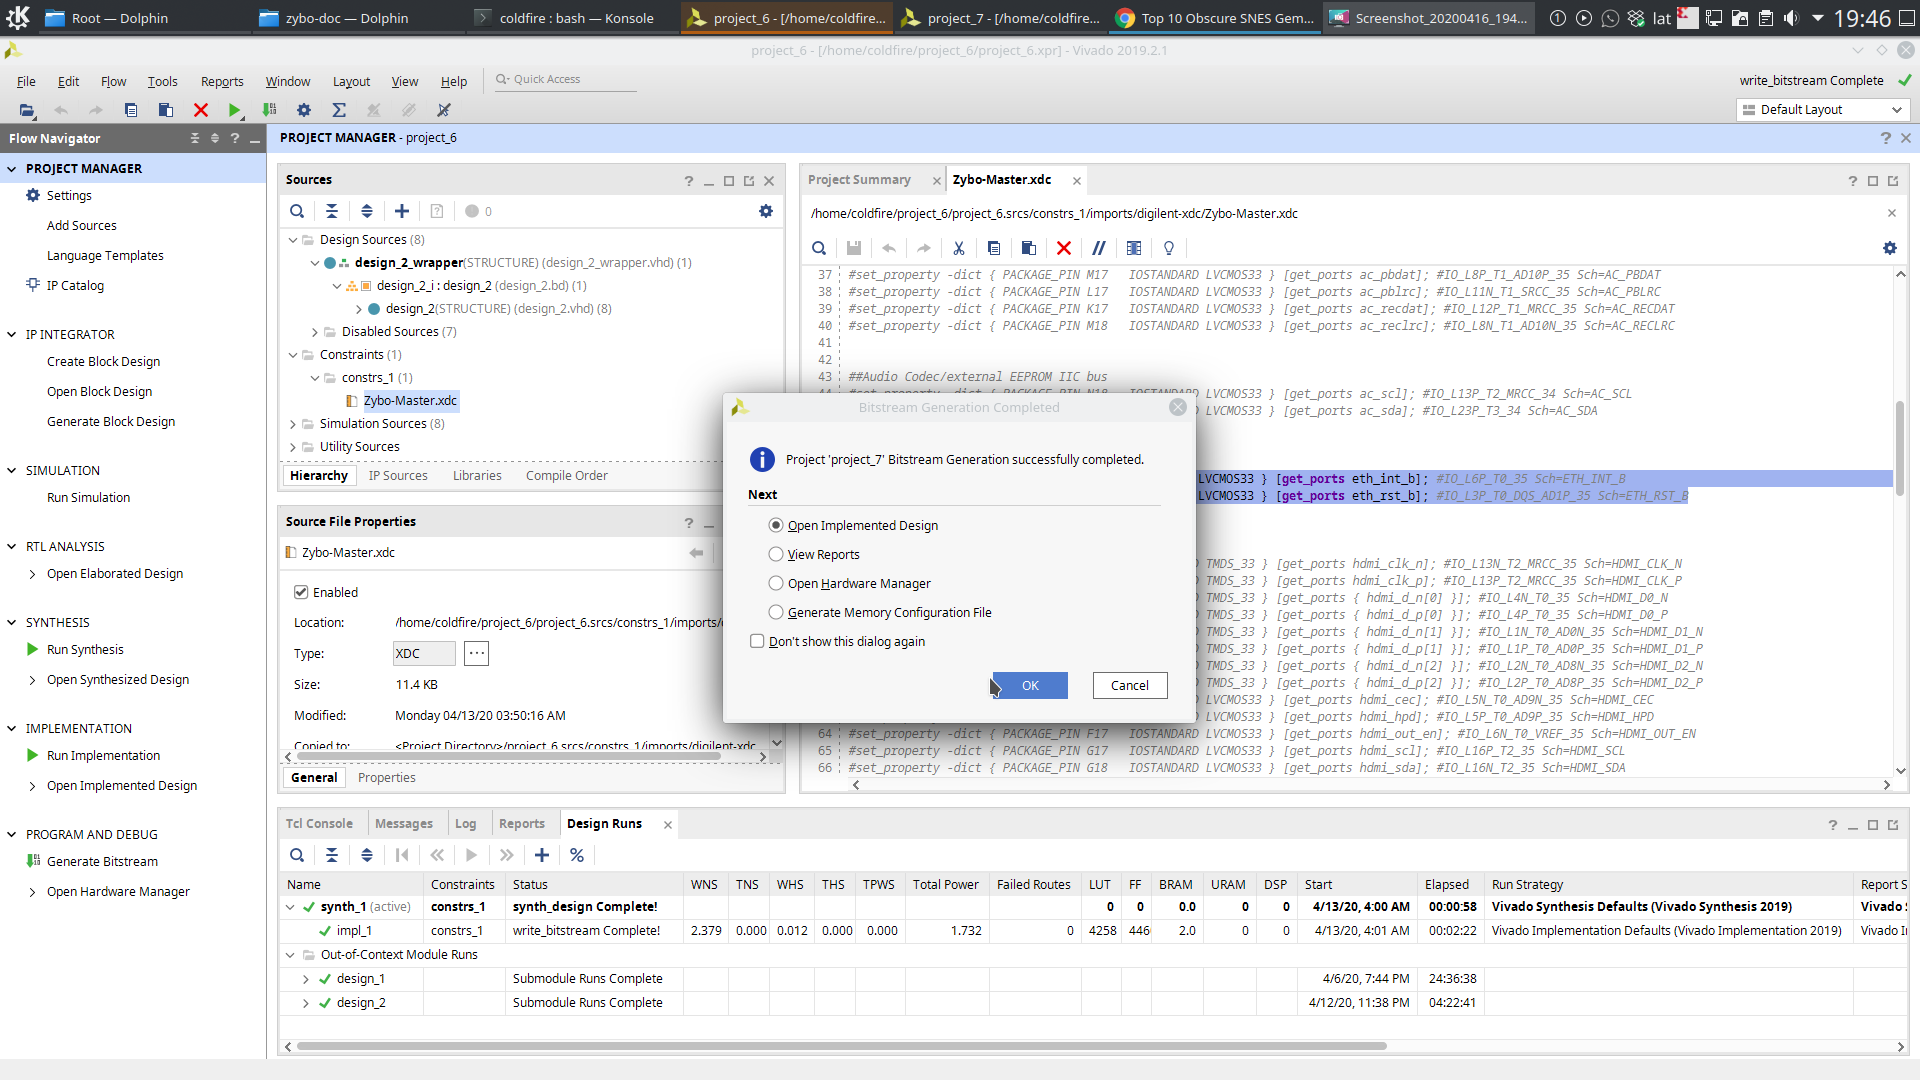 Root — Dolphin
zybo-doc — Dolphin
coldfire : bash — Konsole
project_6 - [/home/coldfire...
project_7 - [/home/coldfire...
Top 10 Obscure SNES Gem...
Screenshot_20200416_194...
lat
19:46
project_6 - [/home/coldfire/project_6/project_6.xpr] - Vivado 2019.2.1
File Edit Flow Tools Reports Window Layout View Help
Quick Access
write_bitstream Complete
Default Layout
Flow Navigator
PROJECT MANAGER
Settings
Add Sources
Language Templates
IP Catalog
IP INTEGRATOR
Create Block Design
Open Block Design
Generate Block Design
SIMULATION
Run Simulation
RTL ANALYSIS
Open Elaborated Design
SYNTHESIS
Run Synthesis
Open Synthesized Design
IMPLEMENTATION
Run Implementation
Open Implemented Design
PROGRAM AND DEBUG
Generate Bitstream
Open Hardware Manager
PROJECT MANAGER - project_6
Sources
0
Design Sources (8)
design_2_wrapper(STRUCTURE) (design_2_wrapper.vhd) (1)
design_2_i : design_2 (design_2.bd) (1)
design_2(STRUCTURE) (design_2.vhd) (8)
Disabled Sources (7)
Constraints (1)
constrs_1 (1)
Zybo-Master.xdc
Simulation Sources (8)
Utility Sources
Hierarchy IP Sources Libraries Compile Order
Source File Properties
Zybo-Master.xdc
Enabled
Location: /home/coldfire/project_6/project_6.srcs/constrs_1/imports/
Type: XDC ...
Size: 11.4 KB
Modified: Monday 04/13/20 03:50:16 AM
Copied to: <Project Directory>/project_6.srcs/constrs_1/imports/digilent-xdc
General Properties
Project Summary
Zybo-Master.xdc
/home/coldfire/project_6/project_6.srcs/constrs_1/imports/digilent-xdc/Zybo-Master.xdc
37 #set_property -dict { PACKAGE_PIN M17 IOSTANDARD LVCMOS33 } [get_ports ac_pbdat]; #IO_L8P_T1_AD10P_35 Sch=AC_PBDAT
38 #set_property -dict { PACKAGE_PIN L17 IOSTANDARD LVCMOS33 } [get_ports ac_pblrc]; #IO_L11N_T1_SRCC_35 Sch=AC_PBLRC
39 #set_property -dict { PACKAGE_PIN K17 IOSTANDARD LVCMOS33 } [get_ports ac_recdat]; #IO_L12P_T1_MRCC_35 Sch=AC_RECDAT
40 #set_property -dict { PACKAGE_PIN M18 IOSTANDARD LVCMOS33 } [get_ports ac_reclrc]; #IO_L8N_T1_AD10N_35 Sch=AC_RECLRC
41
42
43 ##Audio Codec/external EEPROM IIC bus
LVCMOS33 } [get_ports ac_scl]; #IO_L13P_T2_MRCC_34 Sch=AC_SCL
LVCMOS33 } [get_ports ac_sda]; #IO_L23P_T3_34 Sch=AC_SDA
LVCMOS33 } [get_ports eth_int_b]; #IO_L6P_T0_35 Sch=ETH_INT_B
LVCMOS33 } [get_ports eth_rst_b]; #IO_L3P_T0_DQS_AD1P_35 Sch=ETH_RST_B
TMDS_33 } [get_ports hdmi_clk_n]; #IO_L13N_T2_MRCC_35 Sch=HDMI_CLK_N
TMDS_33 } [get_ports hdmi_clk_p]; #IO_L13P_T2_MRCC_35 Sch=HDMI_CLK_P
TMDS_33 } [get_ports { hdmi_d_n[0] }]; #IO_L4N_T0_35 Sch=HDMI_D0_N
TMDS_33 } [get_ports { hdmi_d_p[0] }]; #IO_L4P_T0_35 Sch=HDMI_D0_P
TMDS_33 } [get_ports { hdmi_d_n[1] }]; #IO_L1N_T0_AD0N_35 Sch=HDMI_D1_N
TMDS_33 } [get_ports { hdmi_d_p[1] }]; #IO_L1P_T0_AD0P_35 Sch=HDMI_D1_P
TMDS_33 } [get_ports { hdmi_d_n[2] }]; #IO_L2N_T0_AD8N_35 Sch=HDMI_D2_N
TMDS_33 } [get_ports { hdmi_d_p[2] }]; #IO_L2P_T0_AD8P_35 Sch=HDMI_D2_P
LVCMOS33 } [get_ports hdmi_cec]; #IO_L5N_T0_AD9N_35 Sch=HDMI_CEC
LVCMOS33 } [get_ports hdmi_hpd]; #IO_L5P_T0_AD9P_35 Sch=HDMI_HPD
64 #set_property -dict { PACKAGE_PIN F17 IOSTANDARD LVCMOS33 } [get_ports hdmi_out_en]; #IO_L6N_T0_VREF_35 Sch=HDMI_OUT_EN
65 #set_property -dict { PACKAGE_PIN G17 IOSTANDARD LVCMOS33 } [get_ports hdmi_scl]; #IO_L16P_T2_35 Sch=HDMI_SCL
66 #set_property -dict { PACKAGE_PIN G18 IOSTANDARD LVCMOS33 } [get_ports hdmi_sda]; #IO_L16N_T2_35 Sch=HDMI_SDA
Bitstream Generation Completed
Project 'project_7' Bitstream Generation successfully completed.
Next
Open Implemented Design
View Reports
Open Hardware Manager
Generate Memory Configuration File
Don't show this dialog again
OK Cancel
Tcl Console Messages Log Reports Design Runs
Name Constraints Status WNS TNS WHS THS TPWS Total Power Failed Routes LUT FF BRAM URAM DSP Start Elapsed Run Strategy Report S
synth_1 (active) constrs_1 synth_design Complete! 0 0 0.0 0 0 4/13/20, 4:00 AM 00:00:58 Vivado Synthesis Defaults (Vivado Synthesis 2019) Vivado
impl_1 constrs_1 write_bitstream Complete! 2.379 0.000 0.012 0.000 0.000 1.732 0 4258 446 2.0 0 0 4/13/20, 4:01 AM 00:02:22 Vivado Implementation Defaults (Vivado Implementation 2019) Vivado I
Out-of-Context Module Runs
design_1 Submodule Runs Complete 4/6/20, 7:44 PM 24:36:38
design_2 Submodule Runs Complete 4/12/20, 11:38 PM 04:22:41